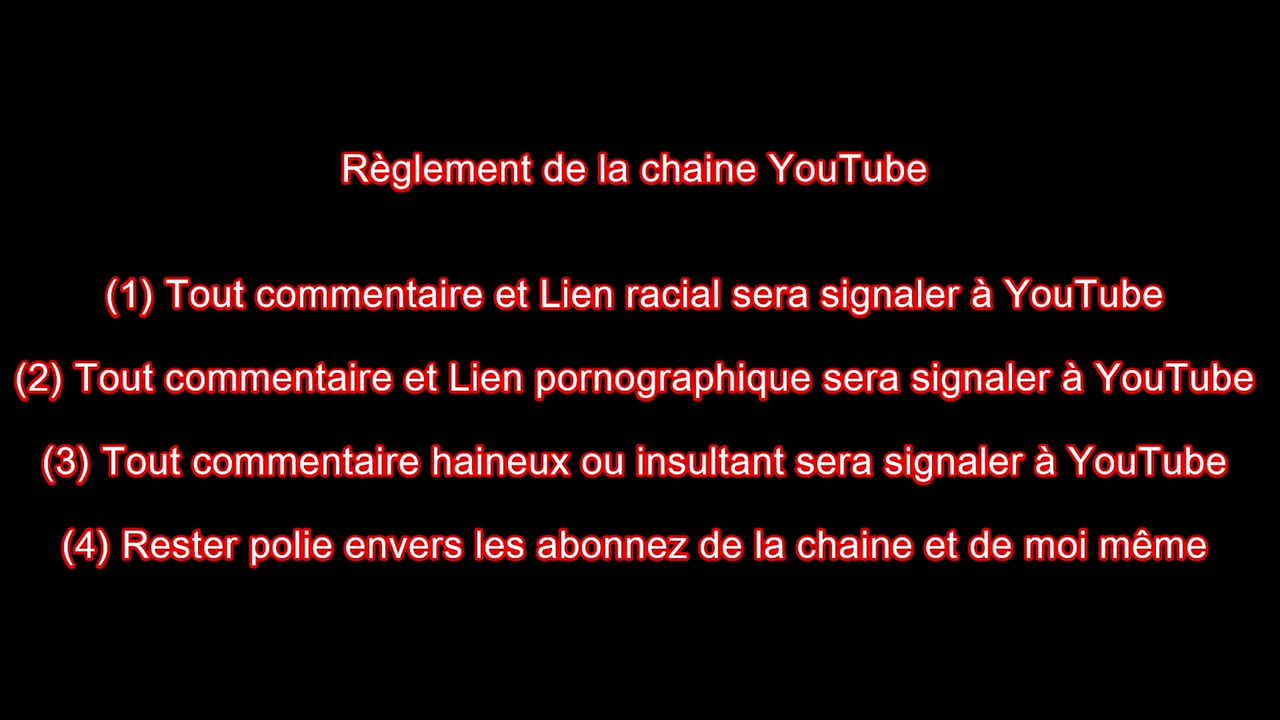 Règlement de la chaine YouTube
(1) Tout commentaire et Lien racial sera signaler à YouTube
(2) Tout commentaire et Lien pornographique sera signaler à YouTube
(3) Tout commentaire haineux ou insultant sera signaler à YouTube
(4) Rester polie envers les abonnez de la chaine et de moi même